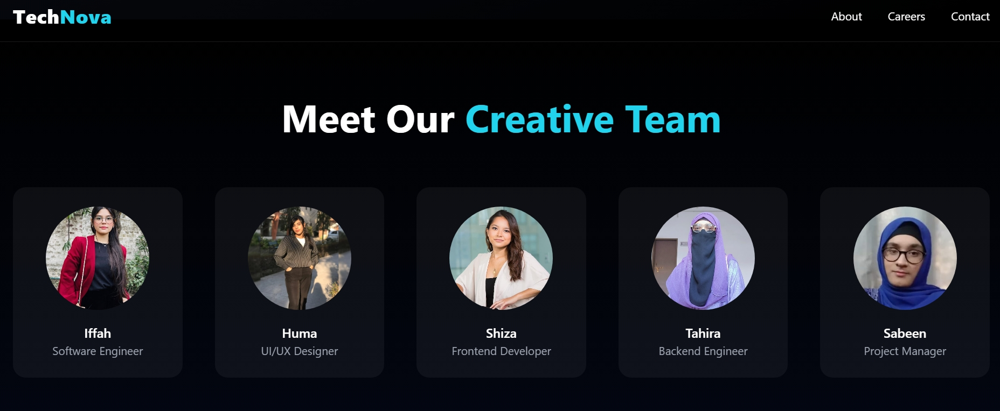 TechNova
About Careers Contact
Meet Our Creative Team
Iffah
Software Engineer
Huma
UI/UX Designer
Shiza
Frontend Developer
Tahira
Backend Engineer
Sabeen
Project Manager